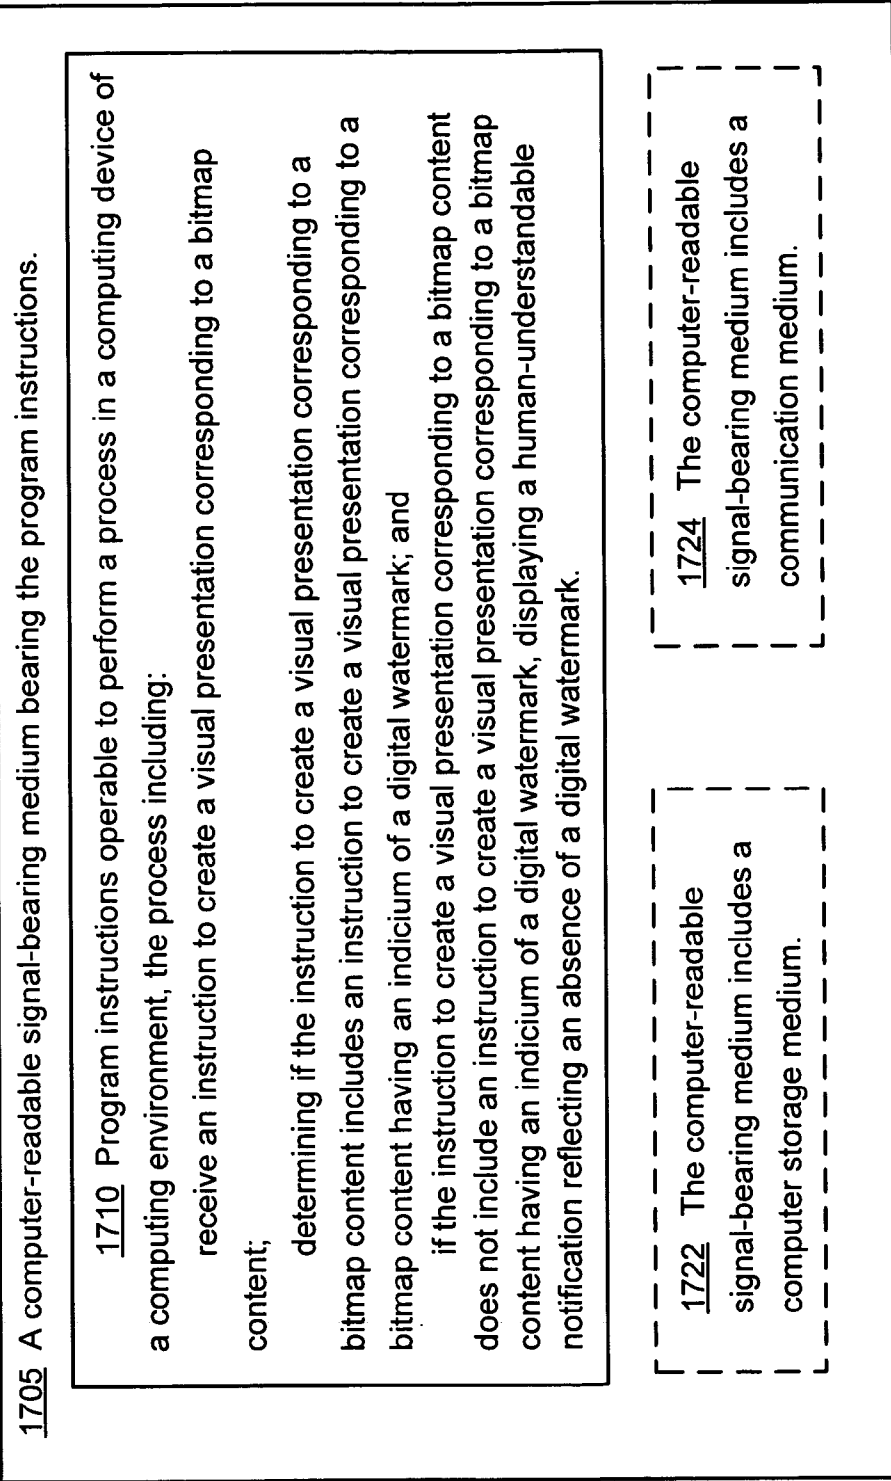 1705 A computer-readable signal-bearing medium bearing the program instructions.
1710 Program instructions operable to perform a process in a computing device of
a computing environment, the process including:
receive an instruction to create a visual presentation corresponding to a bitmap
content;
determining if the instruction to create a visual presentation corresponding to a
bitmap content includes an instruction to create a visual presentation corresponding to a
bitmap content having an indicium of a digital watermark; and
if the instruction to create a visual presentation corresponding to a bitmap content
does not include an instruction to create a visual presentation corresponding to a bitmap
content having an indicium of a digital watermark, displaying a human-understandable
notification reflecting an absence of a digital watermark.
1722 The computer-readable
signal-bearing medium includes a
computer storage medium.
1724 The computer-readable
signal-bearing medium includes a
communication medium.